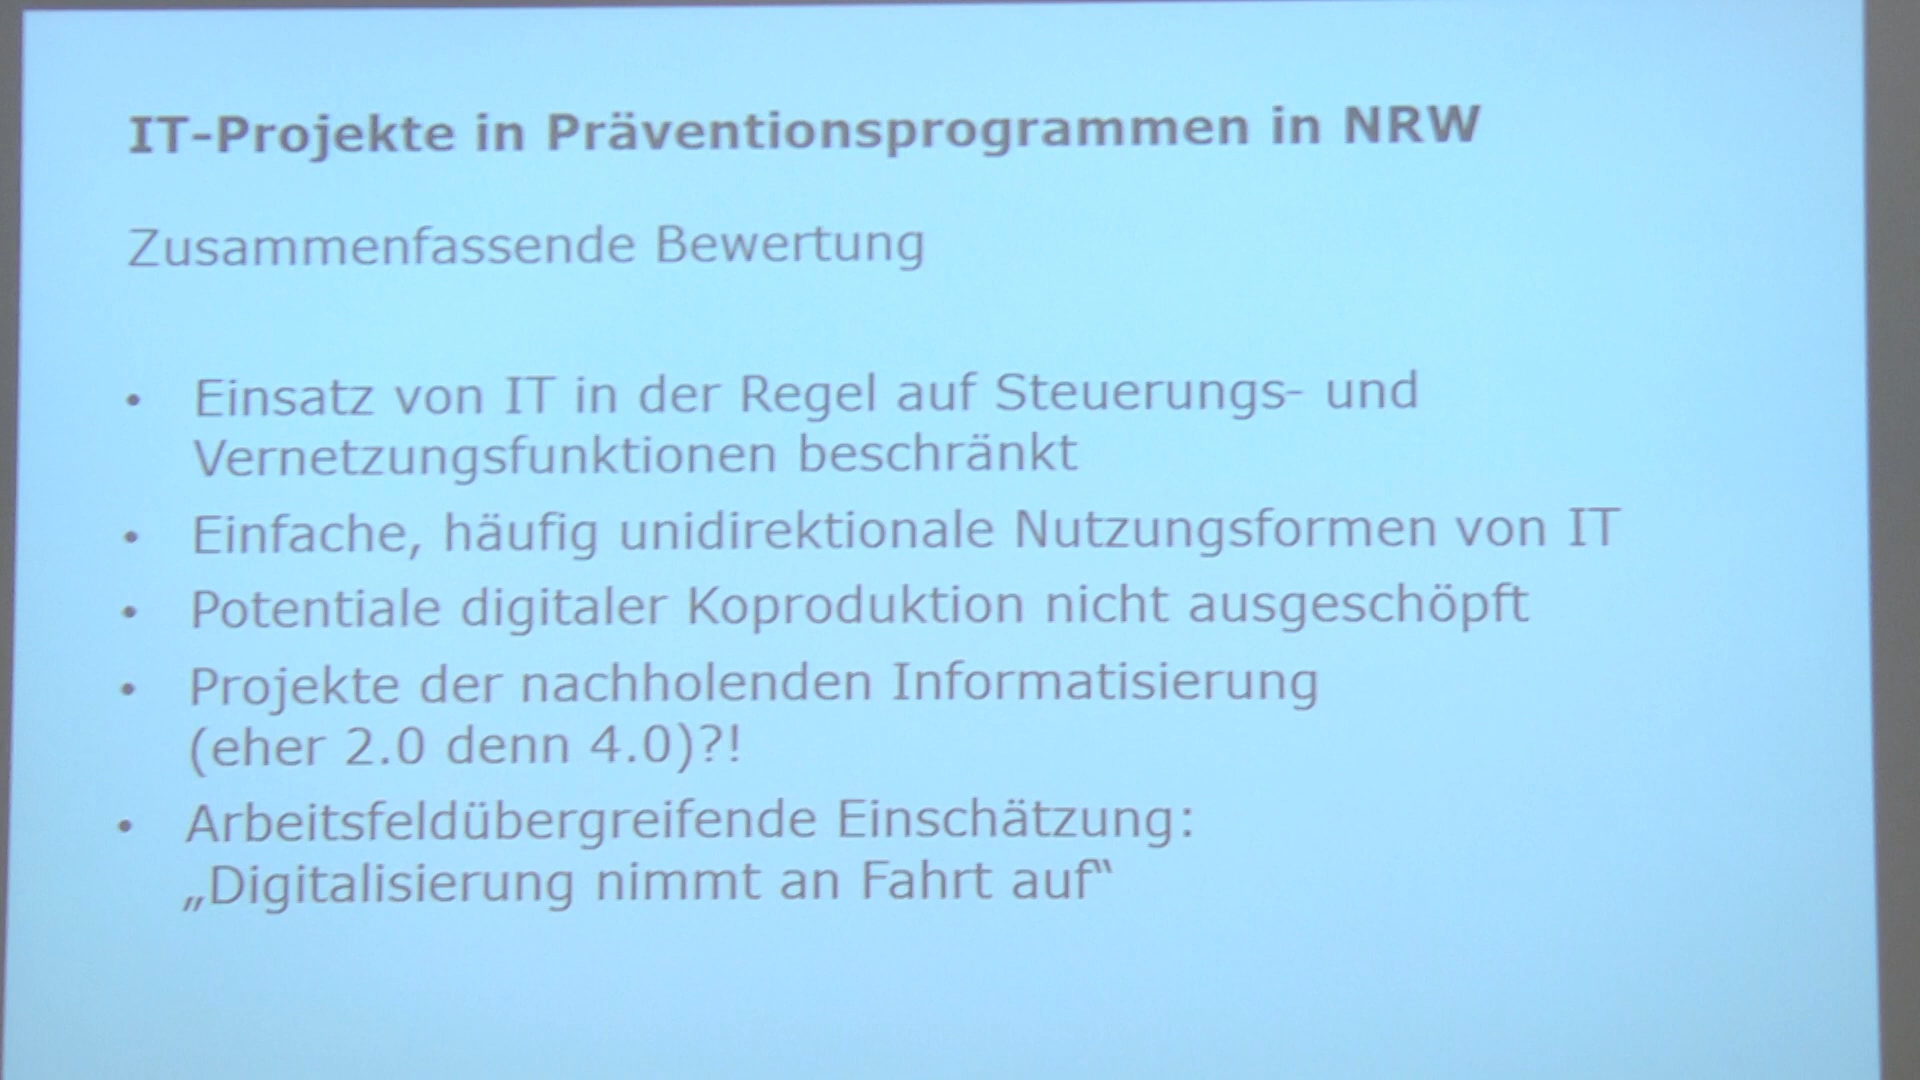 IT-Projekte in Präventionsprogrammen in NRW
Zusammenfassende Bewertung
• Einsatz von IT in der Regel auf Steuerungs- und
Vernetzungsfunktionen beschränkt
• Einfache, häufig unidirektionale Nutzungsformen von IT
• Potentiale digitaler Koproduktion nicht ausgeschöpft
• Projekte der nachholenden Informatisierung
(eher 2.0 denn 4.0)?!
• Arbeitsfeldübergreifende Einschätzung:
„Digitalisierung nimmt an Fahrt auf“